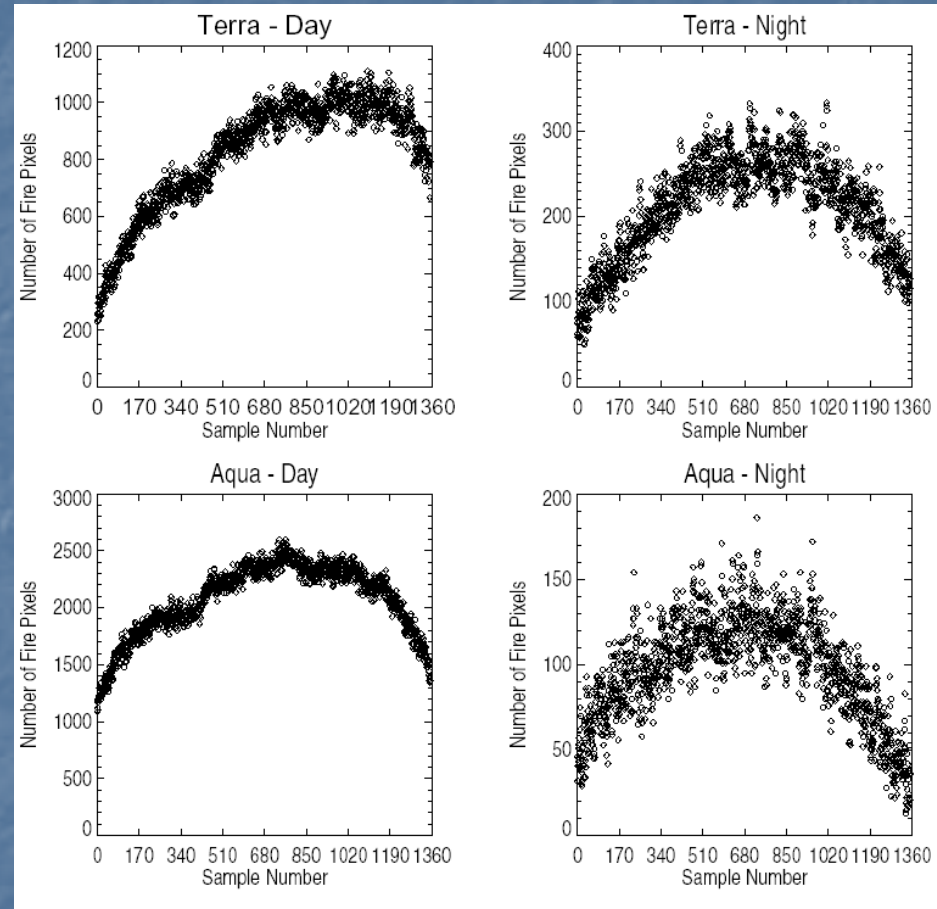 Terra - Day
1200
1000
800
600
400
200
0
Number of Fire Pixels
0 170 340 510 680 850 1020 1190 1360
Sample Number
Terra - Night
400
300
200
100
0
Number of Fire Pixels
0 170 340 510 680 850 1020 1190 1360
Sample Number
Aqua - Day
3000
2500
2000
1500
1000
500
0
Number of Fire Pixels
0 170 340 510 680 850 1020 1190 1360
Sample Number
Aqua - Night
200
150
100
50
0
Number of Fire Pixels
0 170 340 510 680 850 1020 1190 1360
Sample Number